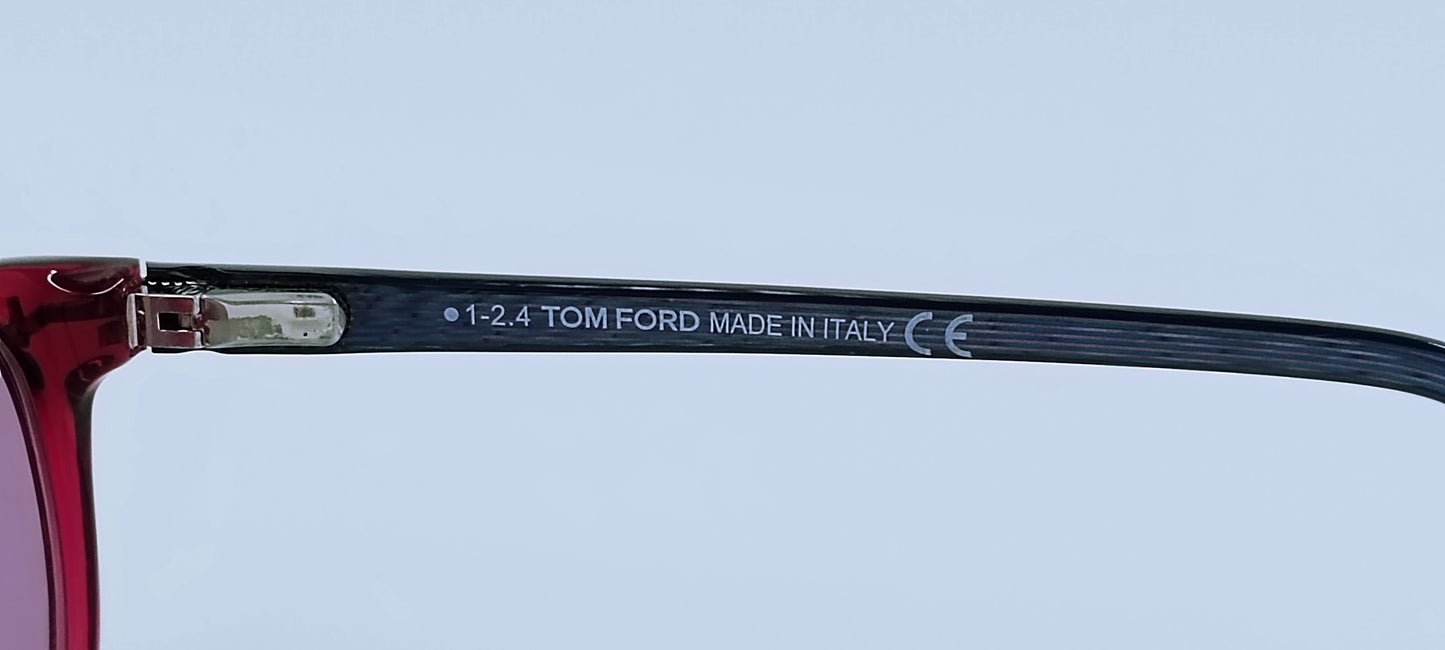 •1-2.4 TOM FORD MADE IN ITALY CE